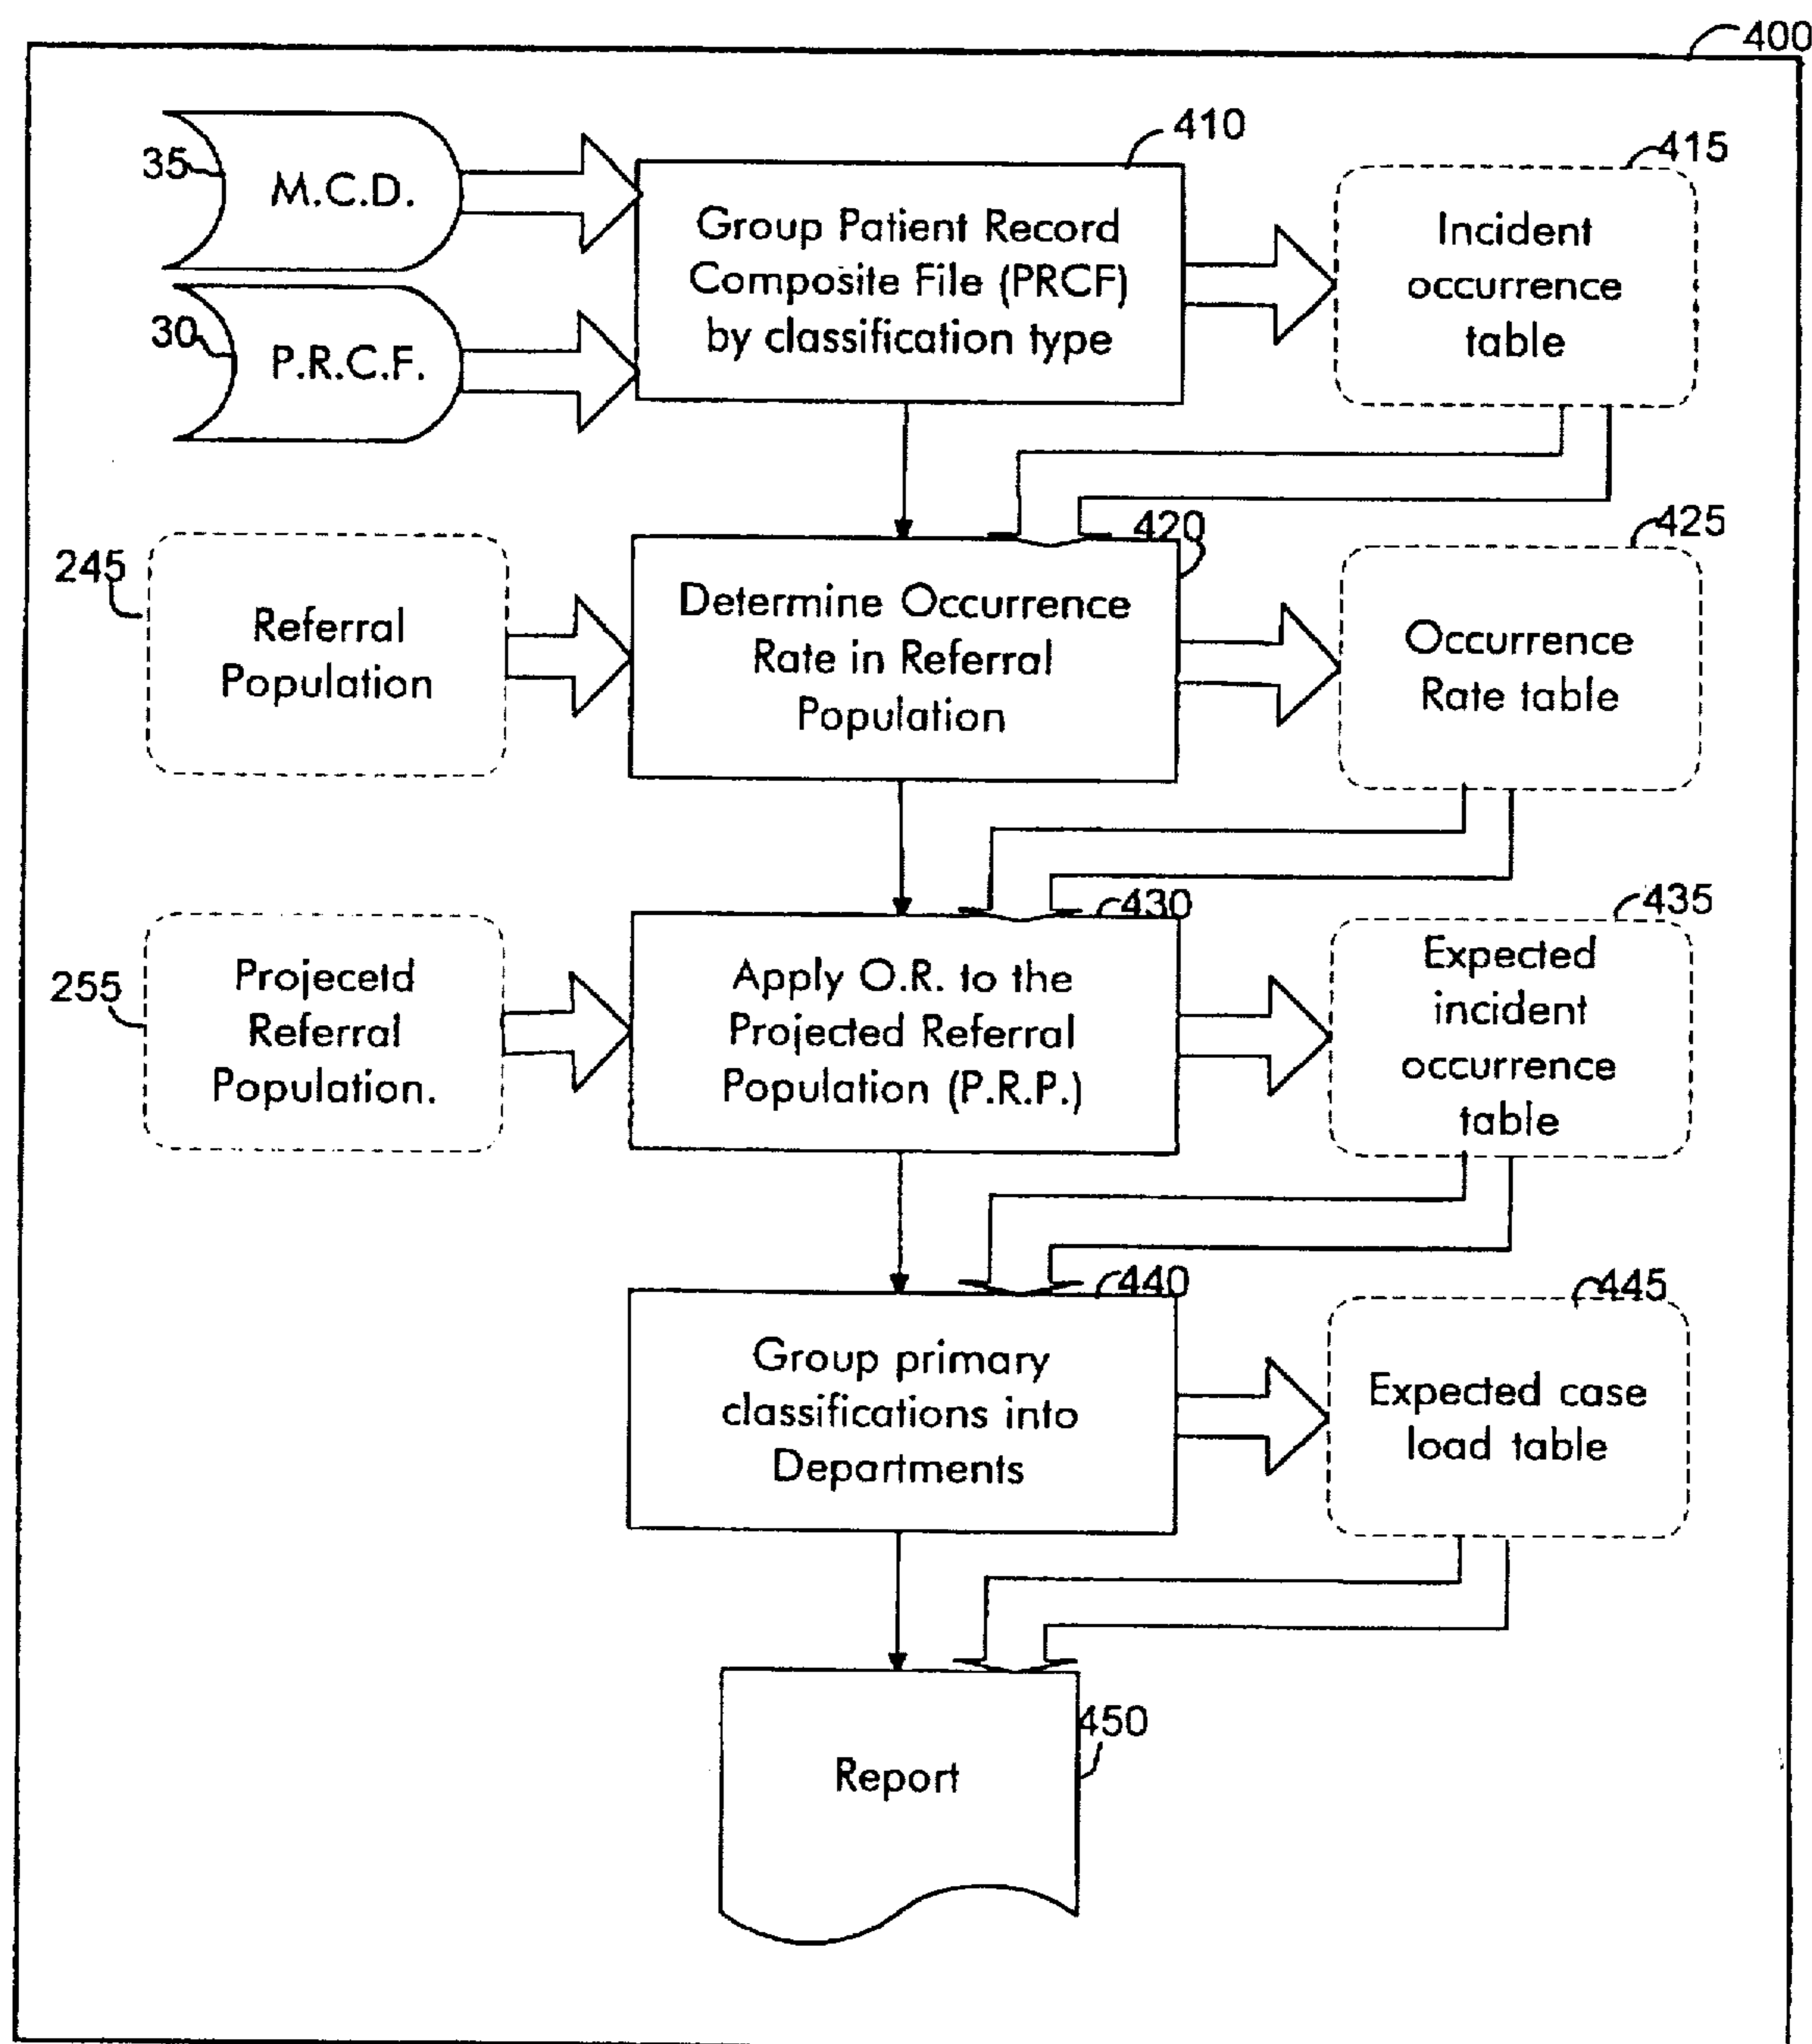 400
35
M.C.D.
410
Group Patient Record
Composite File (PRCF)
by classification type
415
Incident
occurrence
table
30
P.R.C.F.
245
Referral
Population
420
Determine Occurrence
Rate in Referral
Population
425
Occurrence
Rate table
255
Projecetd
Referral
Population.
430
Apply O.R. to the
Projected Referral
Population (P.R.P.)
435
Expected
incident
occurrence
table
440
Group primary
classifications into
Departments
445
Expected case
load table
450
Report